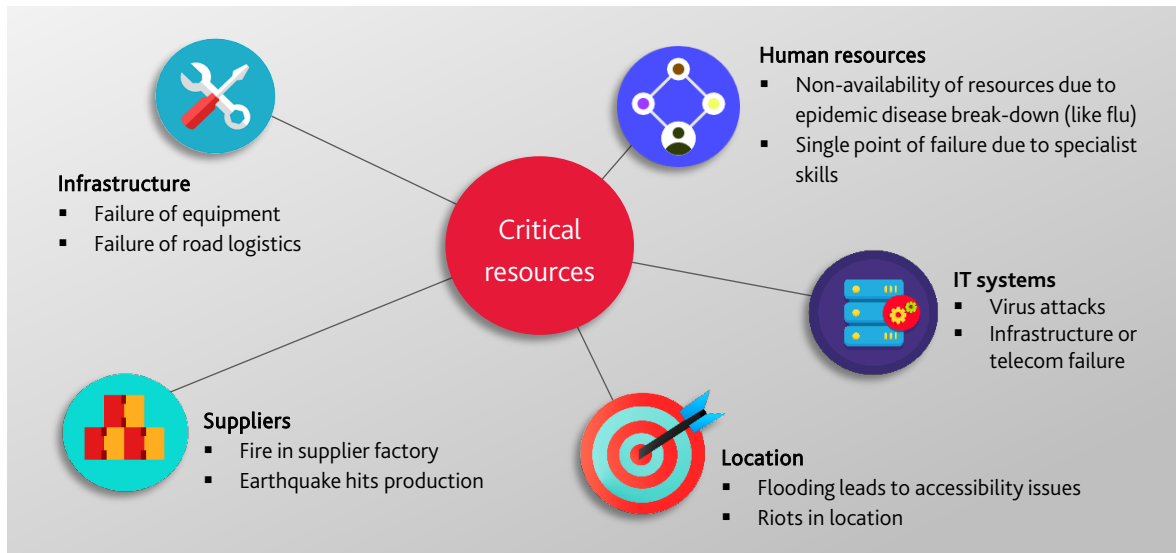 Human resources
▪ Non-availability of resources due to
epidemic disease break-down (like flu)
▪ Single point of failure due to specialist
skills
Infrastructure
▪ Failure of equipment
▪ Failure of road logistics
Critical
resources
IT systems
▪ Virus attacks
▪ Infrastructure or
telecom failure
Suppliers
▪ Fire in supplier factory
▪ Earthquake hits production
Location
▪ Flooding leads to accessibility issues
▪ Riots in location